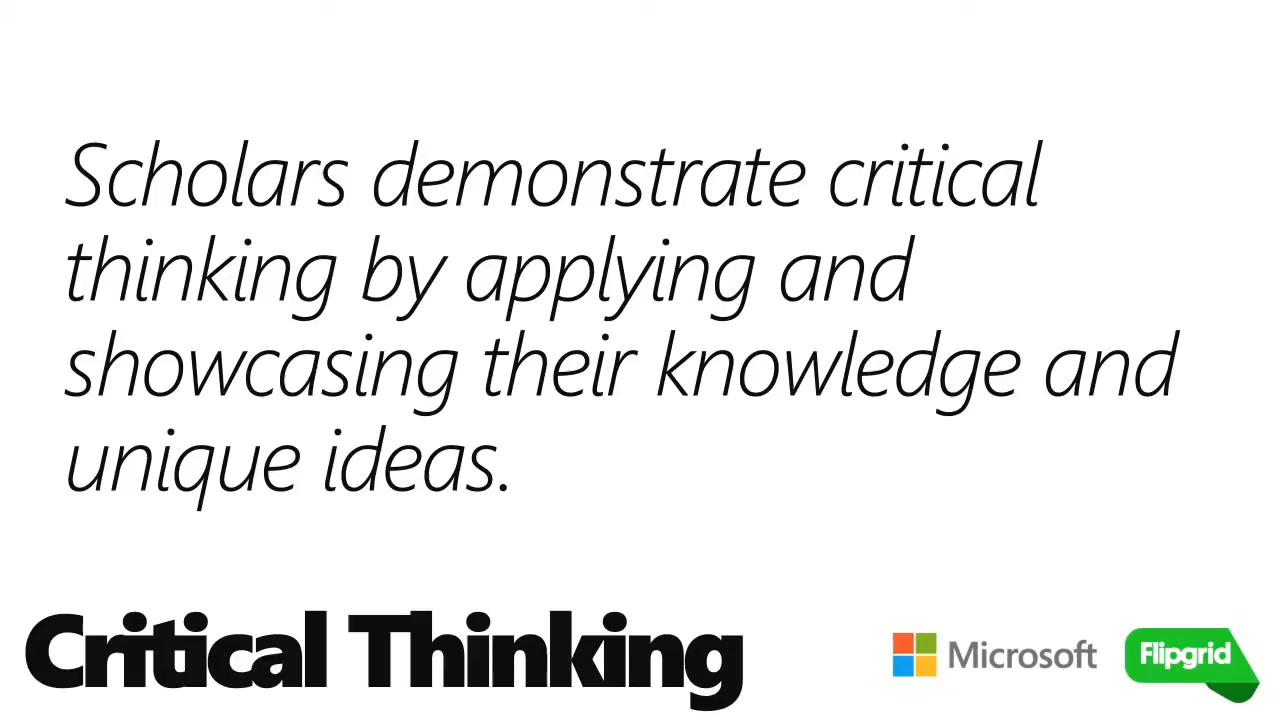 Scholars demonstrate critical
thinking by applying and
showcasing their knowledge and
unique ideas.
Critical Thinking
Microsoft
Flipgrid